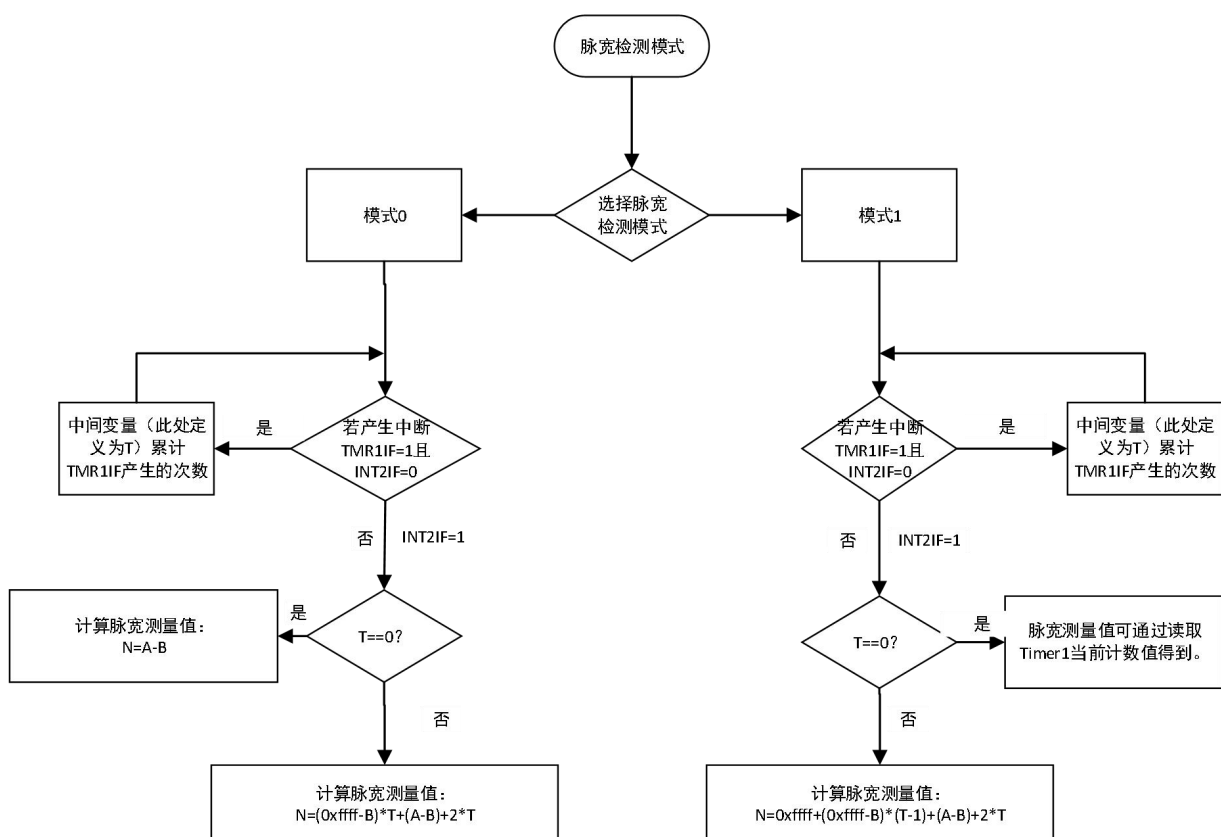 脉宽检测模式
选择脉宽
检测模式
模式0
模式1
中间变量（此处定
义为T）累计
TMR1IF产生的次数
是
若产生中断
TMR1IF=1且
INT2IF=0
若产生中断
TMR1IF=1且
INT2IF=0
是
中间变量（此处定
义为T）累计
TMR1IF产生的次数
否
INT2IF=1
否
INT2IF=1
计算脉宽测量值：
N=A-B
是
T==0?
T==0?
是
脉宽测量值可通过读取
Timer1当前计数值得到。
否
否
计算脉宽测量值：
N=(0xffff-B)*T+(A-B)+2*T
计算脉宽测量值：
N=0xffff+(0xffff-B)*(T-1)+(A-B)+2*T